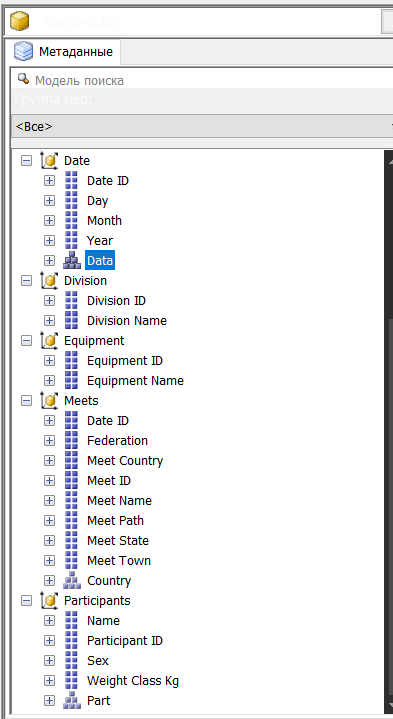 Метаданные
Модель поиска
Группа мер:
<Все>
Date
Date ID
Day
Month
Year
Data
Division
Division ID
Division Name
Equipment
Equipment ID
Equipment Name
Meets
Date ID
Federation
Meet Country
Meet ID
Meet Name
Meet Path
Meet State
Meet Town
Country
Participants
Name
Participant ID
Sex
Weight Class Kg
Part